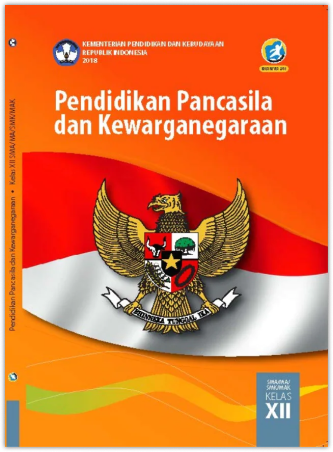 KEMENTERIAN PENDIDIKAN DAN KEBUDAYAAN
REPUBLIK INDONESIA
2018
Pendidikan Pancasila
dan Kewarganegaraan
BHINNEKA TUNGGAL IKA
Pendidikan Pancasila dan Kewarganegaraan • Kelas XII SMA/MA/SMK/MAK
SMA/MA/
SMK/MAK
KELAS
XII